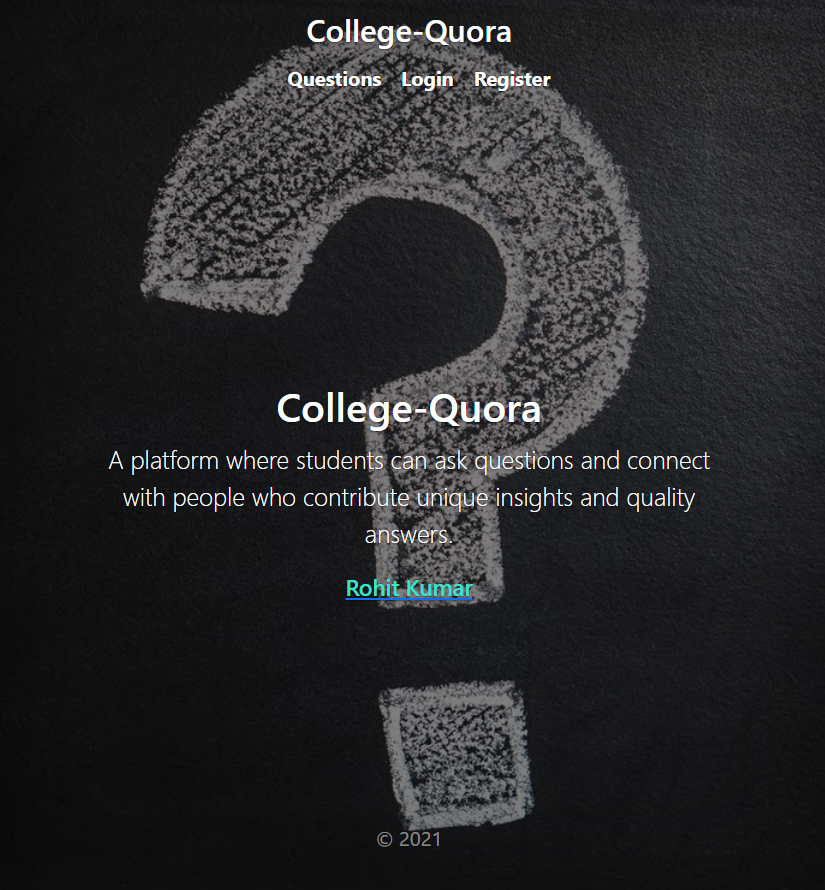 College-Quora
Questions Login Register
College-Quora
A platform where students can ask questions and connect
with people who contribute unique insights and quality
answers.
Rohit Kumar
© 2021